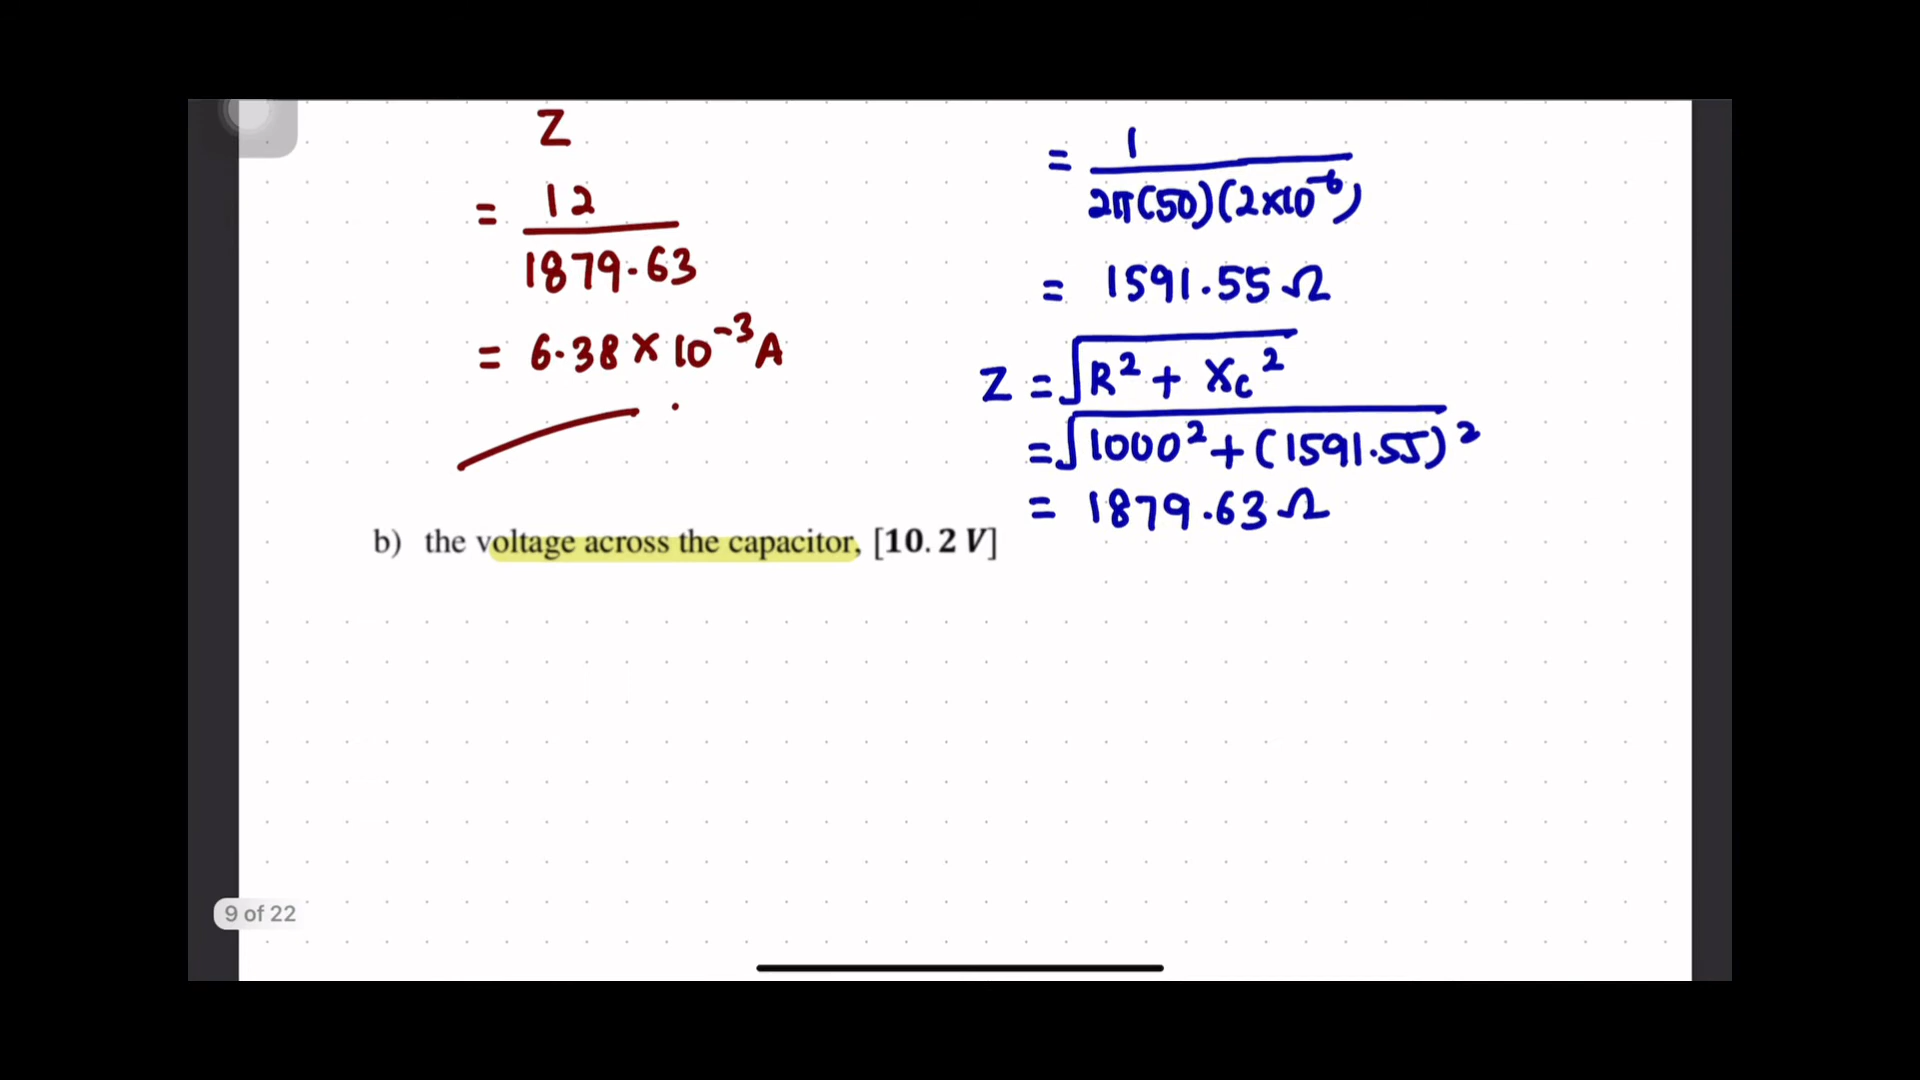 Z
= 12
1879.63
= 6.38 × 10⁻³ A
= 1
2π(50)(2×10⁻⁶)
= 1591.55 Ω
Z = √R² + Xc²
= √1000² + (1591.55)²
= 1879.63 Ω
b) the voltage across the capacitor, [10.2 V]
9 of 22